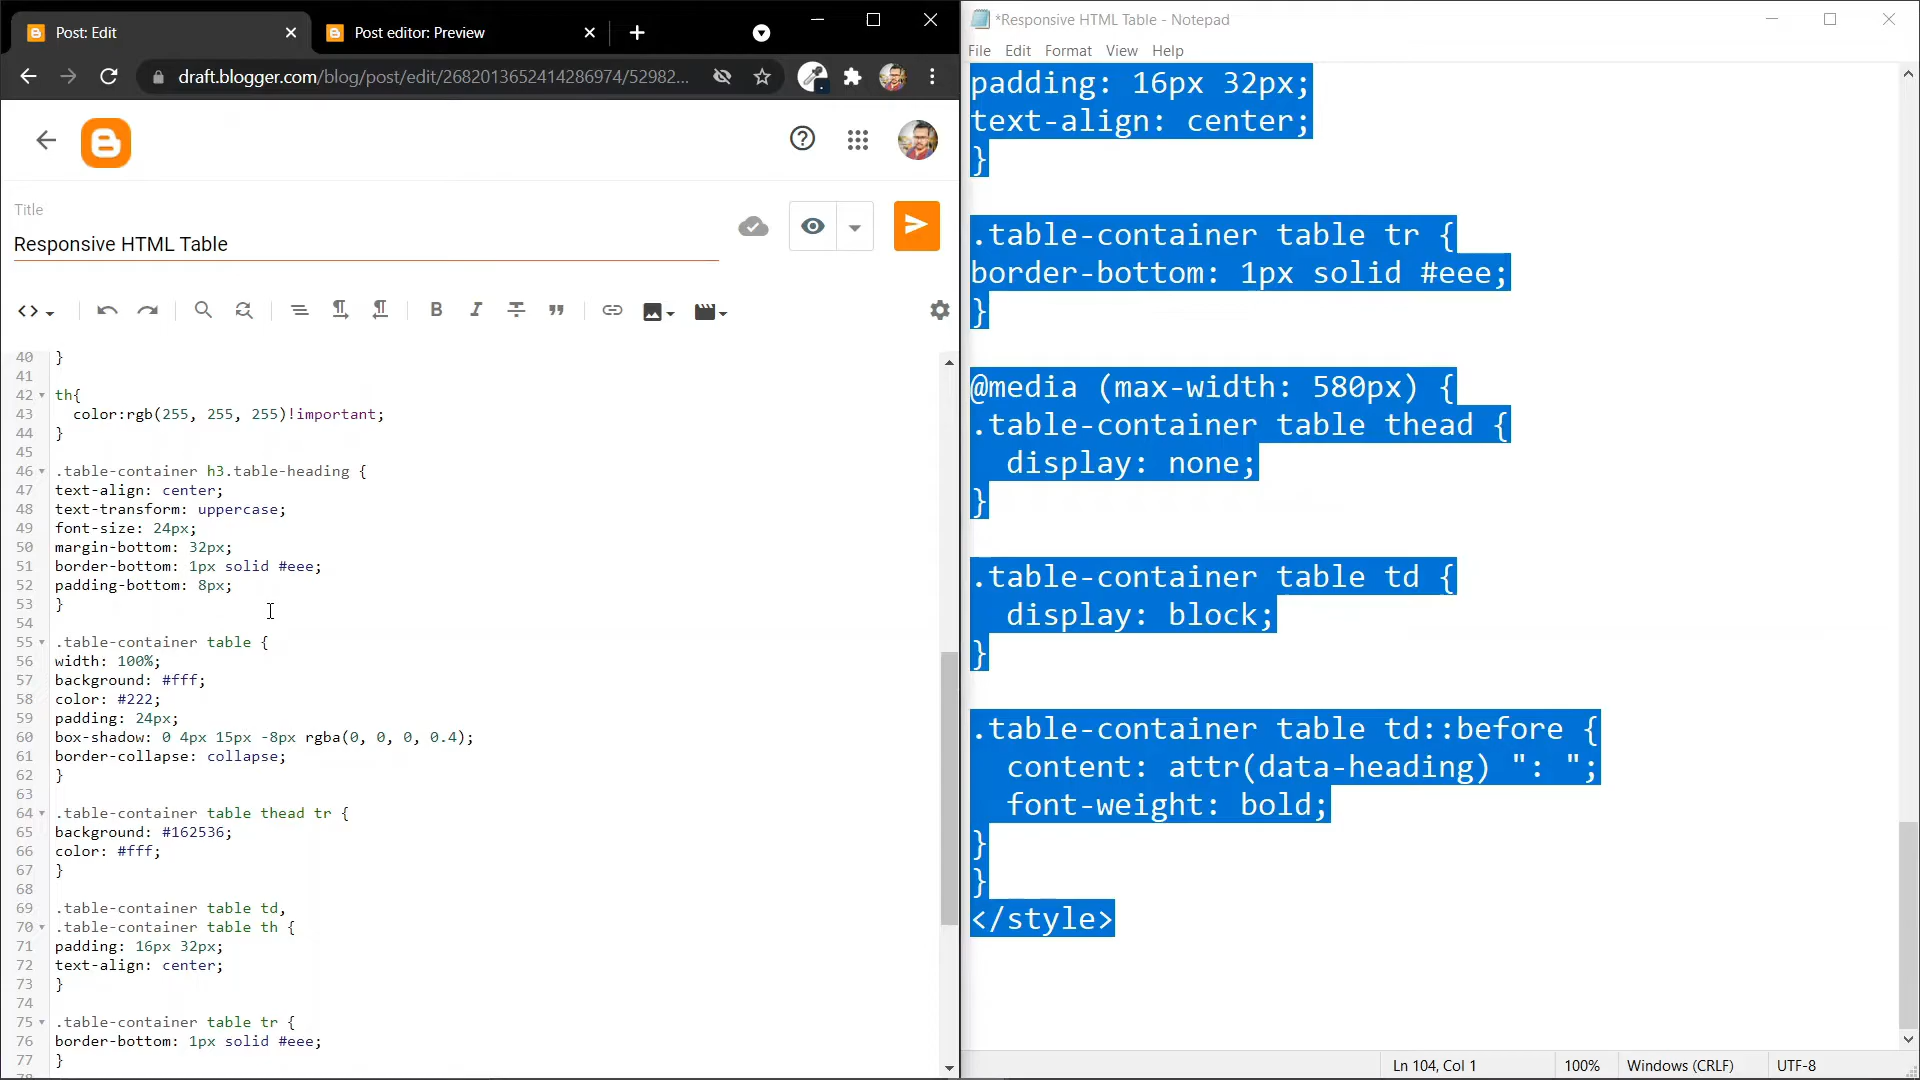 Post: Edit
Post editor: Preview
draft.blogger.com/blog/post/edit/2682013652414286974/52982...
Title
Responsive HTML Table
40 }
41
42 th{
43 color:rgb(255, 255, 255)!important;
44 }
45
46 .table-container h3.table-heading {
47 text-align: center;
48 text-transform: uppercase;
49 font-size: 24px;
50 margin-bottom: 32px;
51 border-bottom: 1px solid #eee;
52 padding-bottom: 8px;
53 }
54
55 .table-container table {
56 width: 100%;
57 background: #fff;
58 color: #222;
59 padding: 24px;
60 box-shadow: 0 4px 15px -8px rgba(0, 0, 0, 0.4);
61 border-collapse: collapse;
62 }
63
64 .table-container table thead tr {
65 background: #162536;
66 color: #fff;
67 }
68
69 .table-container table td,
70 .table-container table th {
71 padding: 16px 32px;
72 text-align: center;
73 }
74
75 .table-container table tr {
76 border-bottom: 1px solid #eee;
77 }
78
*Responsive HTML Table - Notepad
File Edit Format View Help
padding: 16px 32px;
text-align: center;
}
.table-container table tr {
border-bottom: 1px solid #eee;
}
@media (max-width: 580px) {
.table-container table thead {
display: none;
}
.table-container table td {
display: block;
}
.table-container table td::before {
content: attr(data-heading) ": ";
font-weight: bold;
}
}
</style>
Ln 104, Col 1 100% Windows (CRLF) UTF-8